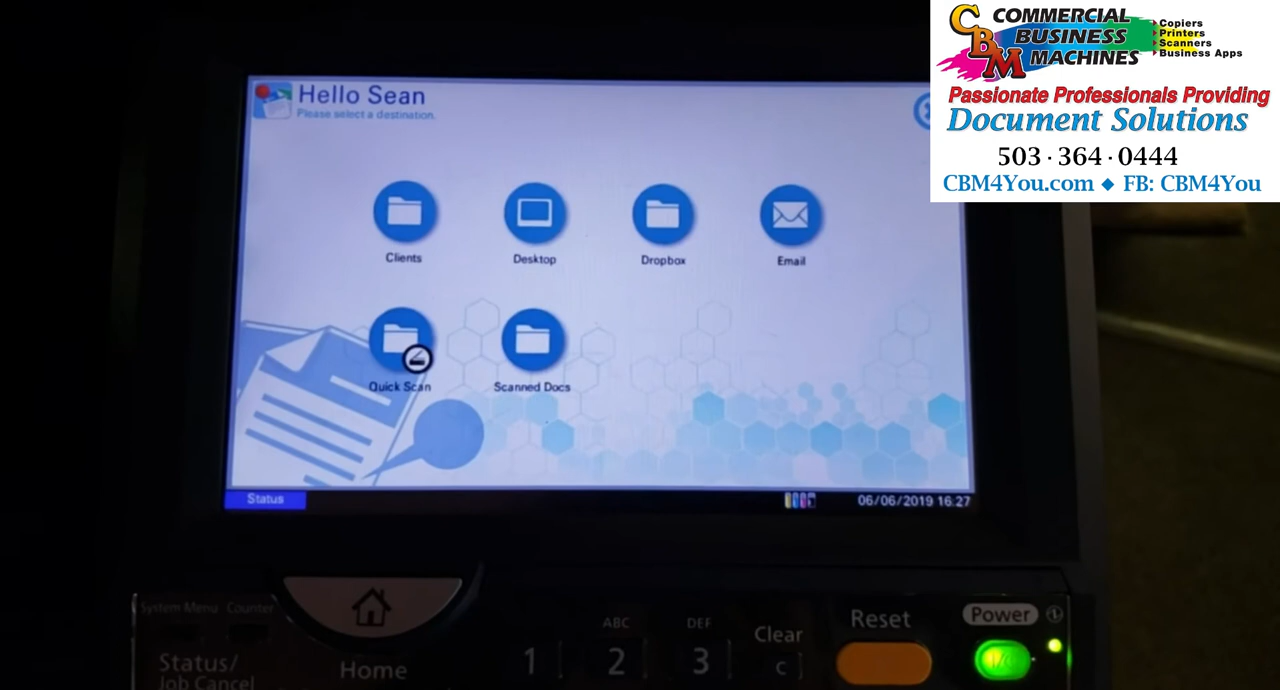 COMMERCIAL
BUSINESS
MACHINES
CBM
Copiers
Printers
Scanners
Business Apps
Passionate Professionals Providing
Document Solutions
503·364·0444
CBM4You.com ◆ FB: CBM4You
Hello Sean
Please select a destination.
Clients
Desktop
Dropbox
Email
Quick Scan
Scanned Docs
Status
06/06/2019 16:27
System Menu
Counter
Status/
Job Cancel
Home
1
ABC
2
DEF
3
Clear
C
Reset
Power